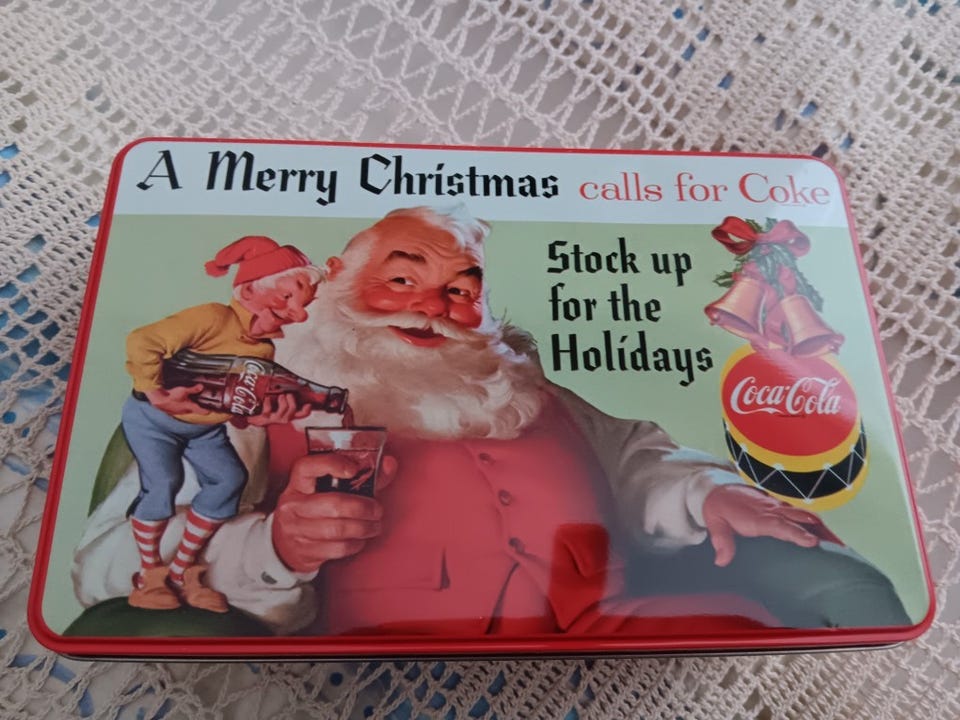 A Merry Christmas calls for Coke
Stock up
for the
Holidays
Coca-Cola
Coca-Cola